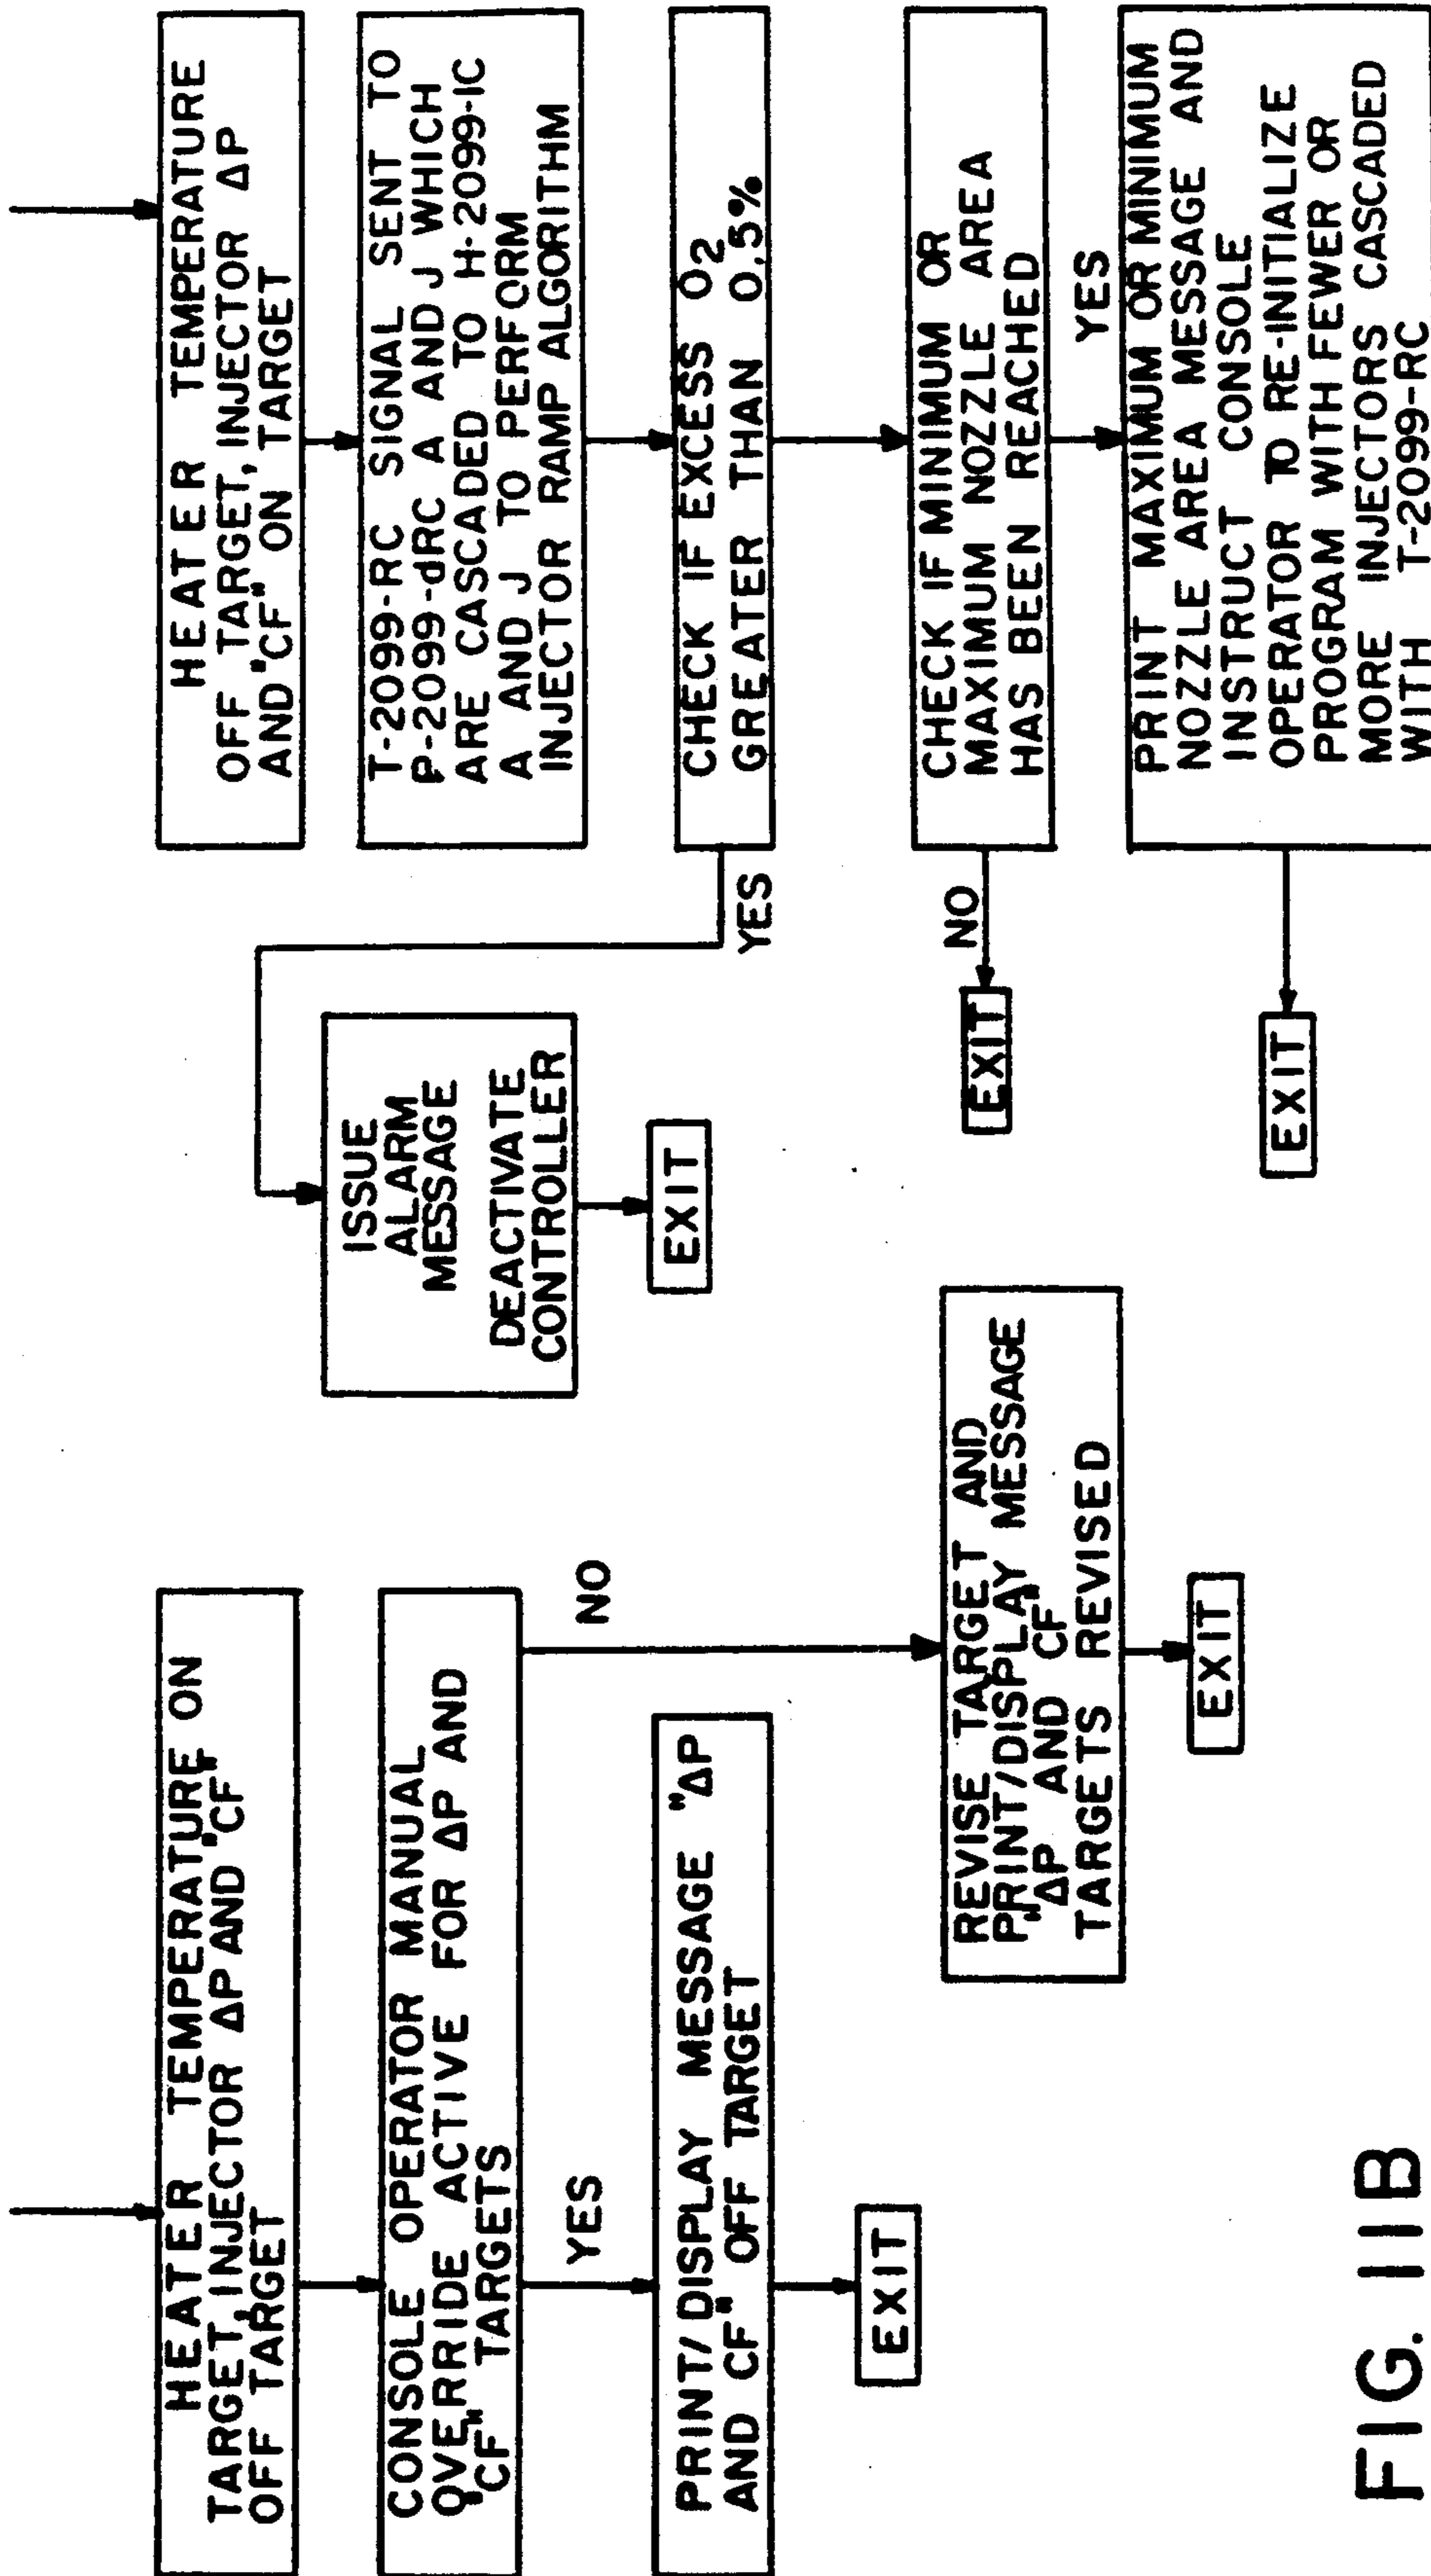 HEATER TEMPERATURE ON
TARGET, INJECTOR ΔP AND "CF"
OFF TARGET
CONSOLE OPERATOR MANUAL
OVERRIDE ACTIVE FOR ΔP AND
"CF" TARGETS
YES
NO
PRINT/DISPLAY MESSAGE "ΔP
AND CF" OFF TARGET
EXIT
REVISE TARGET AND
PRINT/DISPLAY MESSAGE
"ΔP AND CF"
TARGETS REVISED
EXIT
HEATER TEMPERATURE
OFF TARGET, INJECTOR ΔP
AND "CF" ON TARGET
T-2099-RC SIGNAL SENT TO
P-2099-dRC A AND J WHICH
ARE CASCADED TO H-2099-IC
A AND J TO PERFORM
INJECTOR RAMP ALGORITHM
CHECK IF EXCESS O2
GREATER THAN 0.5%
YES
ISSUE
ALARM
MESSAGE
DEACTIVATE
CONTROLLER
EXIT
CHECK IF MINIMUM OR
MAXIMUM NOZZLE AREA
HAS BEEN REACHED
NO
EXIT
YES
PRINT MAXIMUM OR MINIMUM
NOZZLE AREA MESSAGE AND
INSTRUCT CONSOLE
OPERATOR TO RE-INITIALIZE
PROGRAM WITH FEWER OR
MORE INJECTORS CASCADED
WITH T-2099-RC
EXIT
FIG. 11B